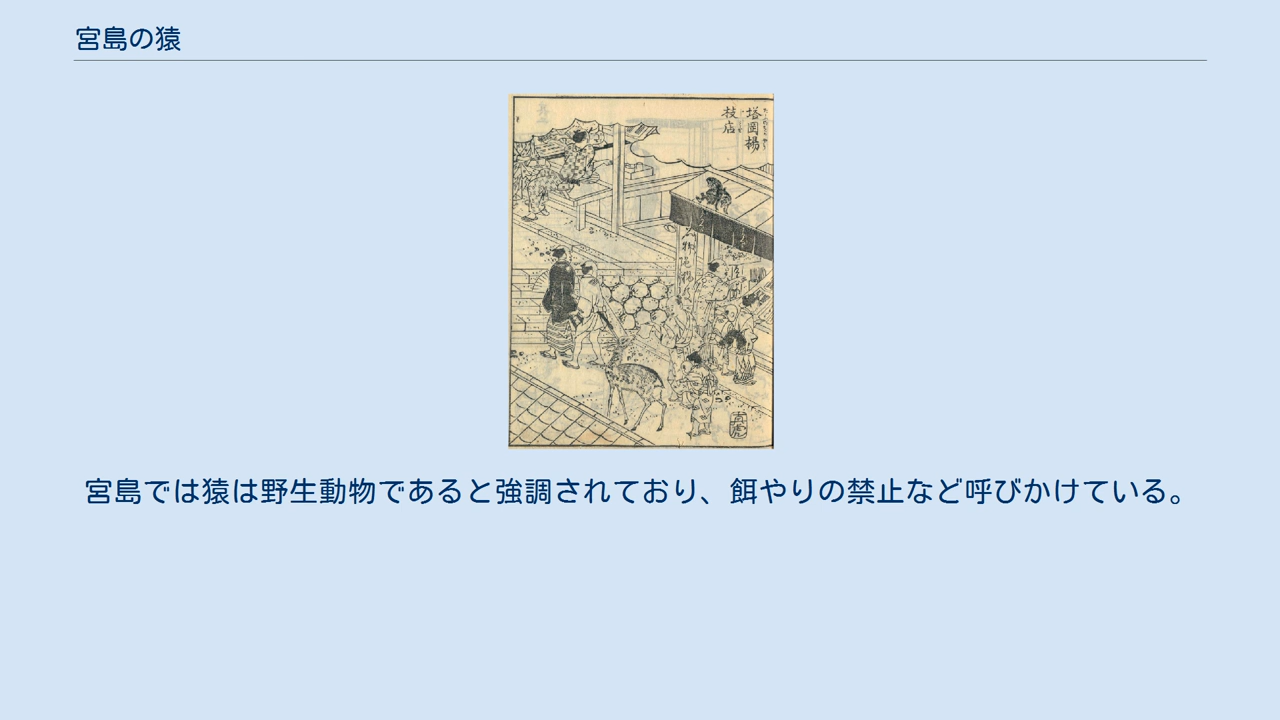 宮島の猿
塔岡楊
枝店
宮島では猿は野生動物であると強調されており、餌やりの禁止など呼びかけている。